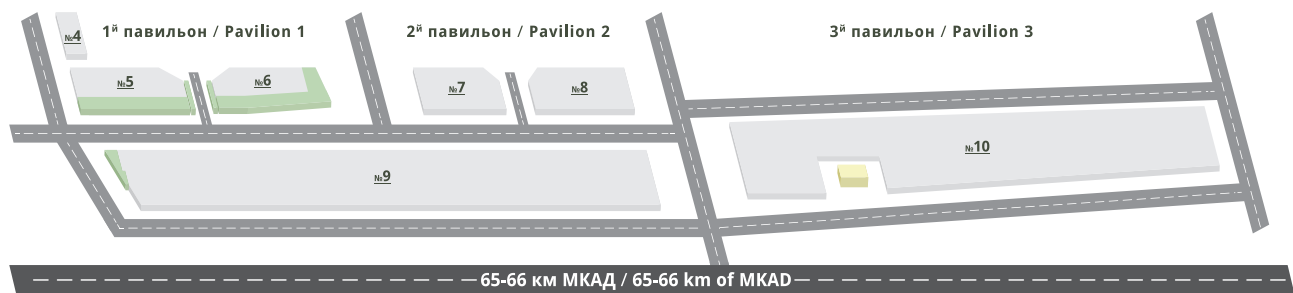 1й павильон / Pavilion 1
2й павильон / Pavilion 2
3й павильон / Pavilion 3
№4
№5
№6
№7
№8
№9
№10
65-66 км МКАД / 65-66 km of MKAD